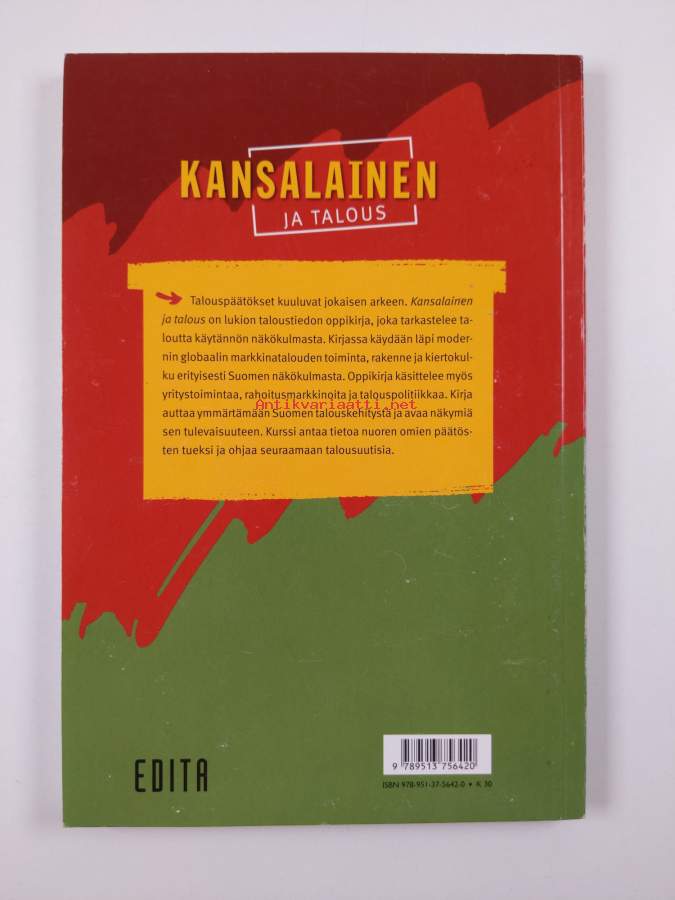 KANSALAINEN
JA TALOUS
Talouspäätökset kuuluvat jokaisen arkeen. Kansalainen
ja talous on lukion taloustiedon oppikirja, joka tarkastelee ta-
loutta käytännön näkökulmasta. Kirjassa käydään läpi moder-
nin globaalin markkinatalouden toiminta, rakenne ja kiertokul-
ku erityisesti Suomen näkökulmasta. Oppikirja käsittelee myös
yritystoimintaa, rahoitusmarkkinoita ja talouspolitiikkaa. Kirja
Antikvariaatti.net
auttaa ymmärtämään Suomen talouskehitystä ja avaa näkymiä
sen tulevaisuuteen. Kurssi antaa tietoa nuoren omien päätös-
ten tueksi ja ohjaa seuraamaan talousuutisia.
EDITA
9 789513 756420
ISBN 978-951-37-5642-0 • K 30